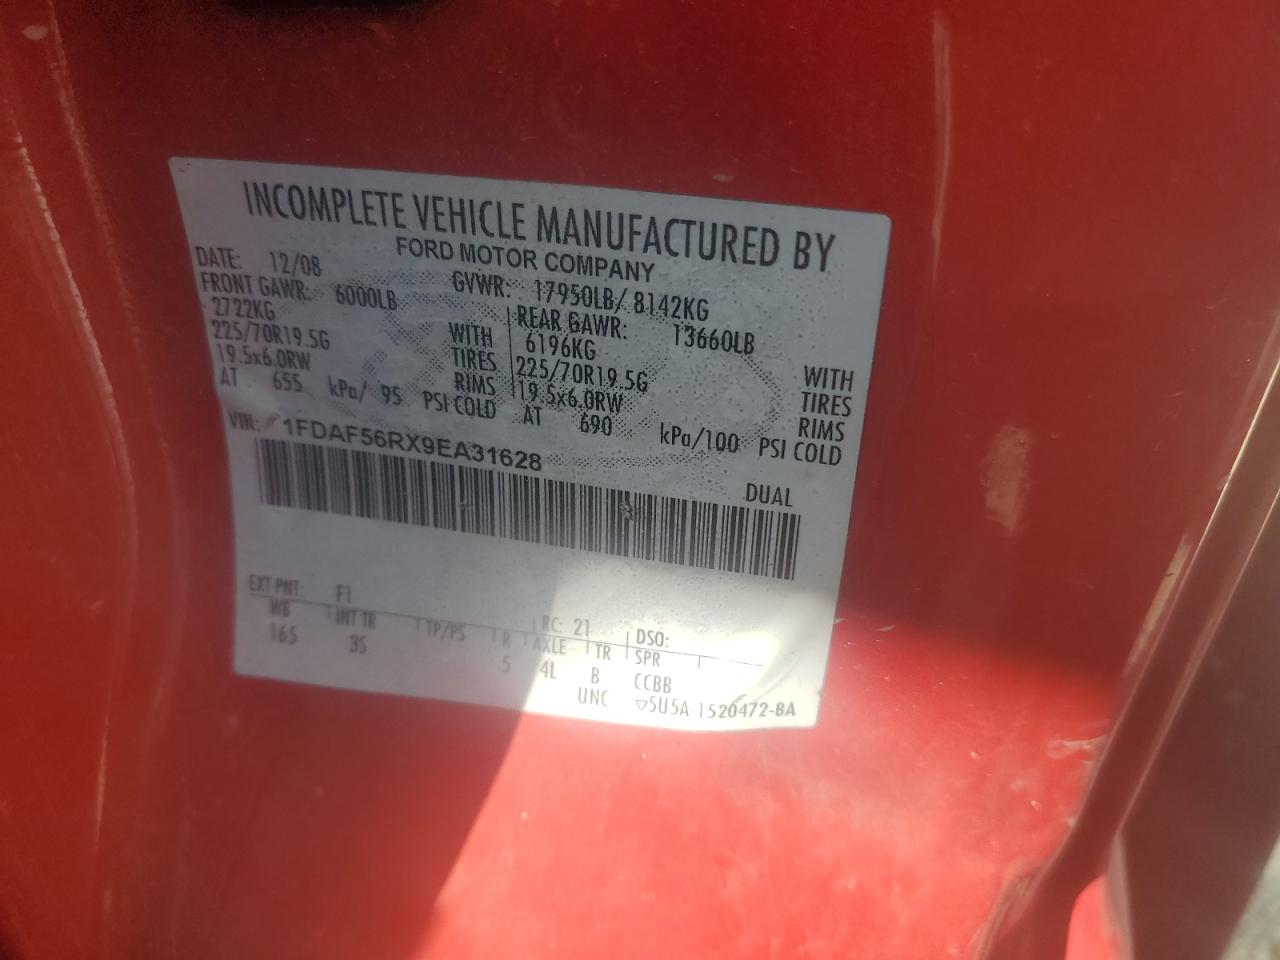 INCOMPLETE VEHICLE MANUFACTURED BY
FORD MOTOR COMPANY
DATE: 12/08 GVWR: 17950LB/ 8142KG
FRONT GAWR: 6000LB REAR GAWR: 13660LB
2722KG WITH 6196KG WITH
225/70R19.5G TIRES 225/70R19.5G TIRES
19.5x6.0RW RIMS 19.5x6.0RW RIMS
AT 655 kPa/ 95 PSI COLD AT 690 kPa/100 PSI COLD
VIN: 1FDAF56RX9EA31628
DUAL
EXT PNT: F1 RC: 21 DSO:
WB INT TR TP/PS R AXLE TR SPR
165 35 5 4L B CCBB
UNC ▽5U5A-1520472-BA